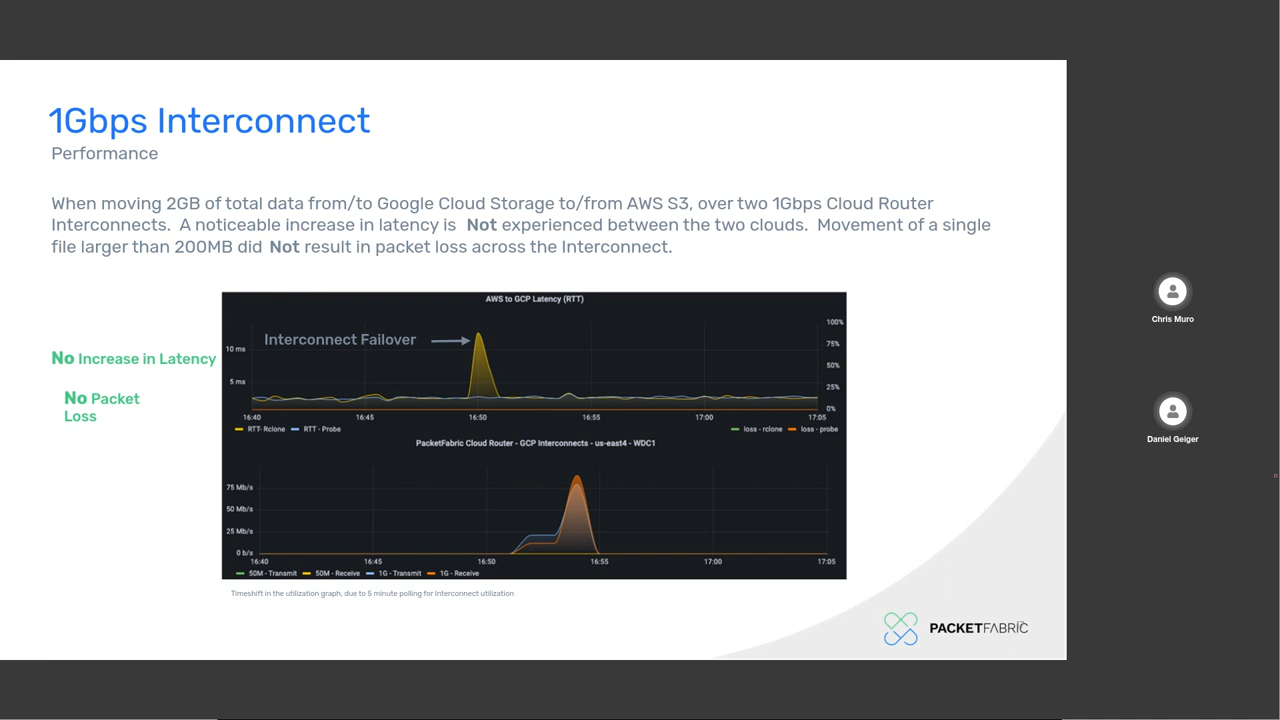 1Gbps Interconnect
Performance
When moving 2GB of total data from/to Google Cloud Storage to/from AWS S3, over two 1Gbps Cloud Router
Interconnects. A noticeable increase in latency is Not experienced between the two clouds. Movement of a single
file larger than 200MB did Not result in packet loss across the Interconnect.
No Increase in Latency
No Packet
Loss
AWS to GCP Latency (RTT)
Interconnect Failover
10 ms
5 ms
100%
75%
50%
25%
0%
16:40 16:45 16:50 16:55 17:00 17:05
RTT- Rclone RTT - Probe loss - rclone loss - probe
PacketFabric Cloud Router - GCP Interconnects - us-east4 - WDC1
75 Mb/s
50 Mb/s
25 Mb/s
0 b/s
16:40 16:45 16:50 16:55 17:00 17:05
50M - Transmit 50M - Receive 1G - Transmit 1G - Receive
Timeshift in the utilization graph, due to 5 minute polling for Interconnect utilization
PACKETFABRIC
Chris Muro
Daniel Geiger